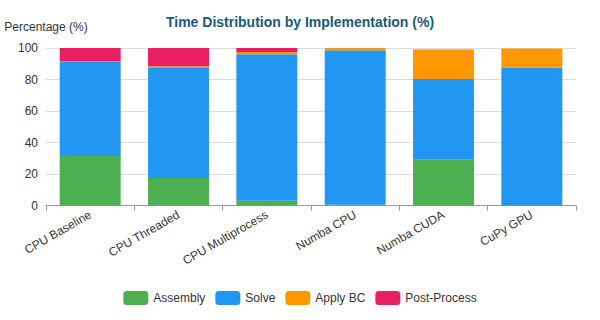 Time Distribution by Implementation (%)
Percentage (%)
100
80
60
40
20
0
CPU Baseline
CPU Threaded
CPU Multiprocess
Numba CPU
Numba CUDA
CuPy GPU
Assembly Solve Apply BC Post-Process